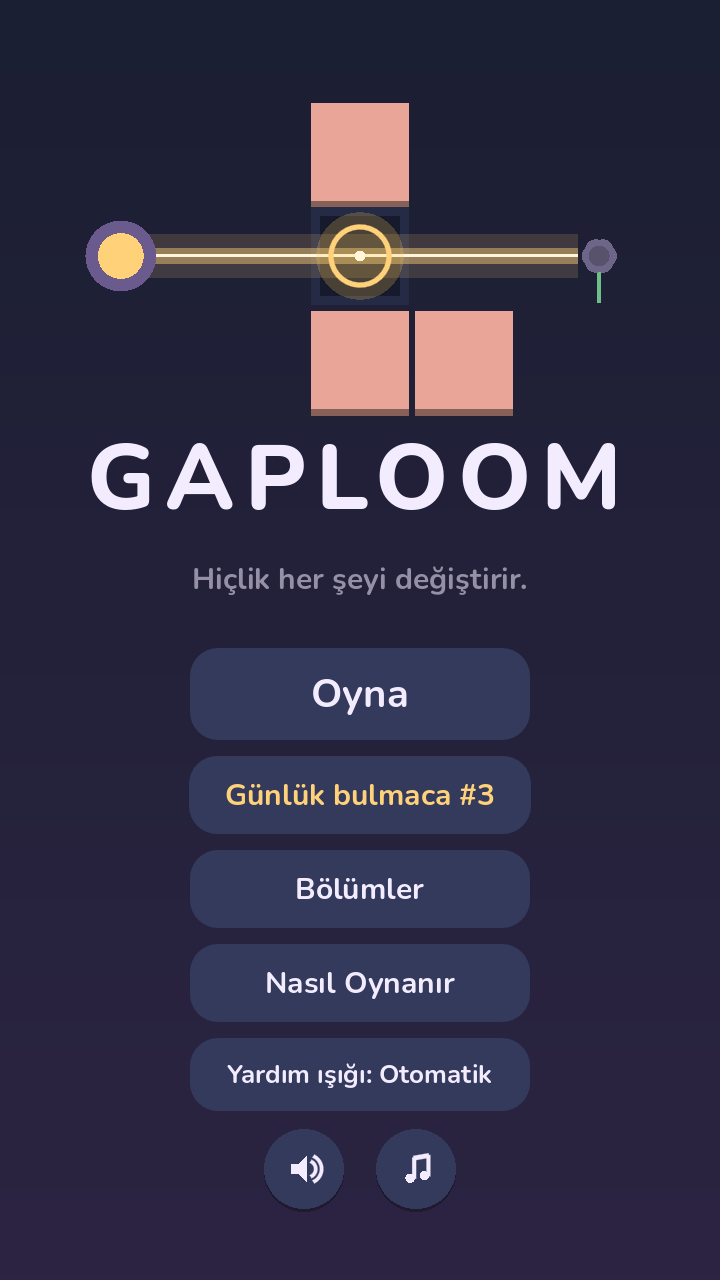 GAPLOOM
Hiçlik her şeyi değiştirir.
Oyna
Günlük bulmaca #3
Bölümler
Nasıl Oynanır
Yardım ışığı: Otomatik